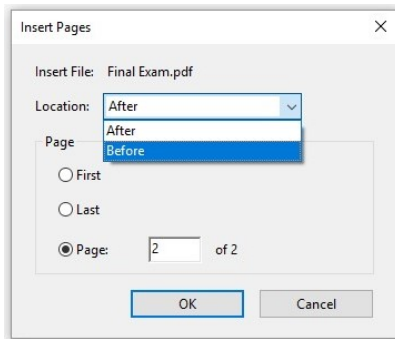 Insert Pages
Insert File: Final Exam.pdf
Location: After
After
Before
Page
First
Last
Page: 2 of 2
OK Cancel